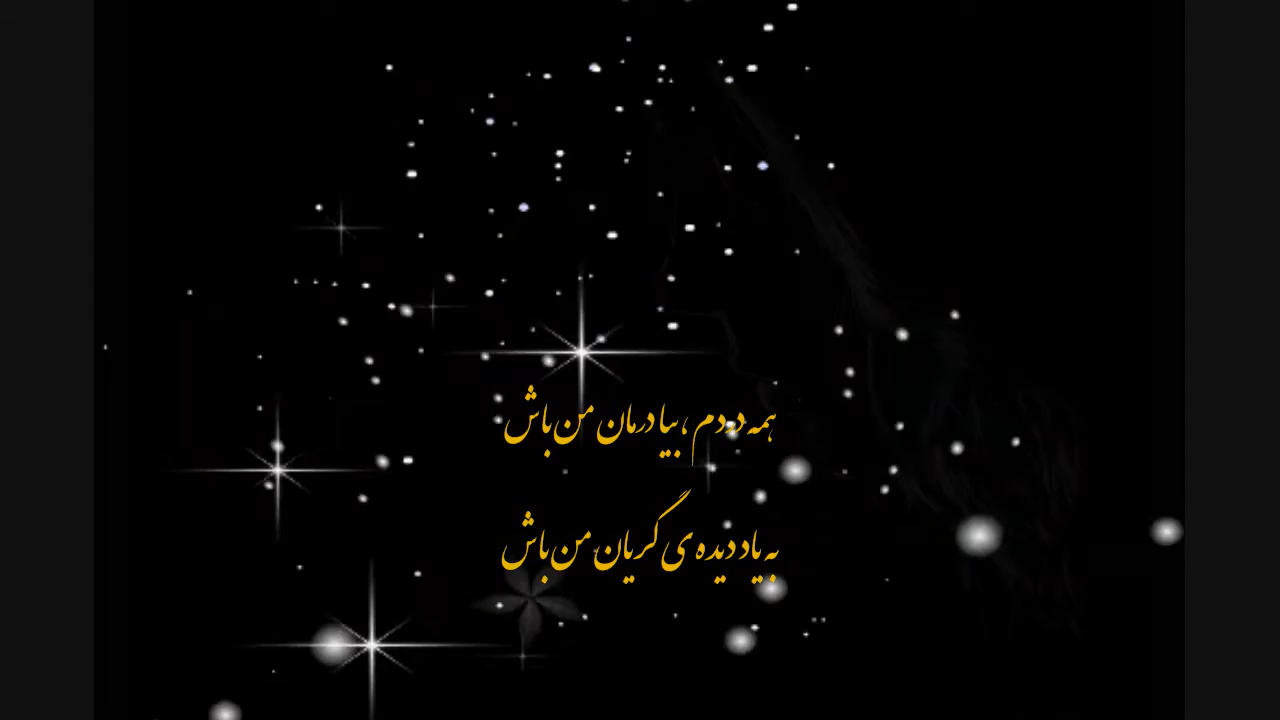 همه دردم ، بیا درمان من باش
به یاد دیده ی گریان من باش